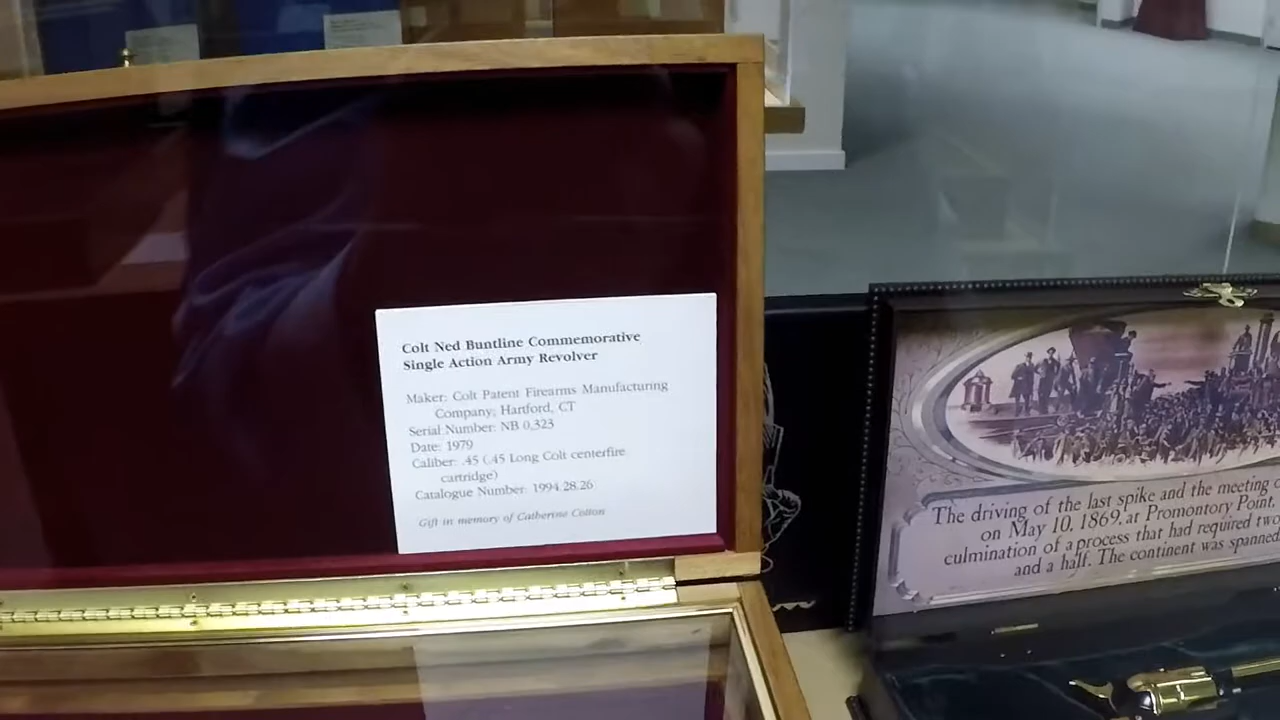 Colt Ned Buntline Commemorative
Single Action Army Revolver
Maker: Colt Patent Firearms Manufacturing
Company, Hartford, CT
Serial Number: NB 0,323
Date: 1979
Caliber: .45 (.45 Long Colt centerfire
cartridge)
Catalogue Number: 1994.28.26
Gift in memory of Catherine Colton
The driving of the last spike and the meeting
on May 10, 1869, at Promontory Point,
culmination of a process that had required
and a half. The continent was spanned